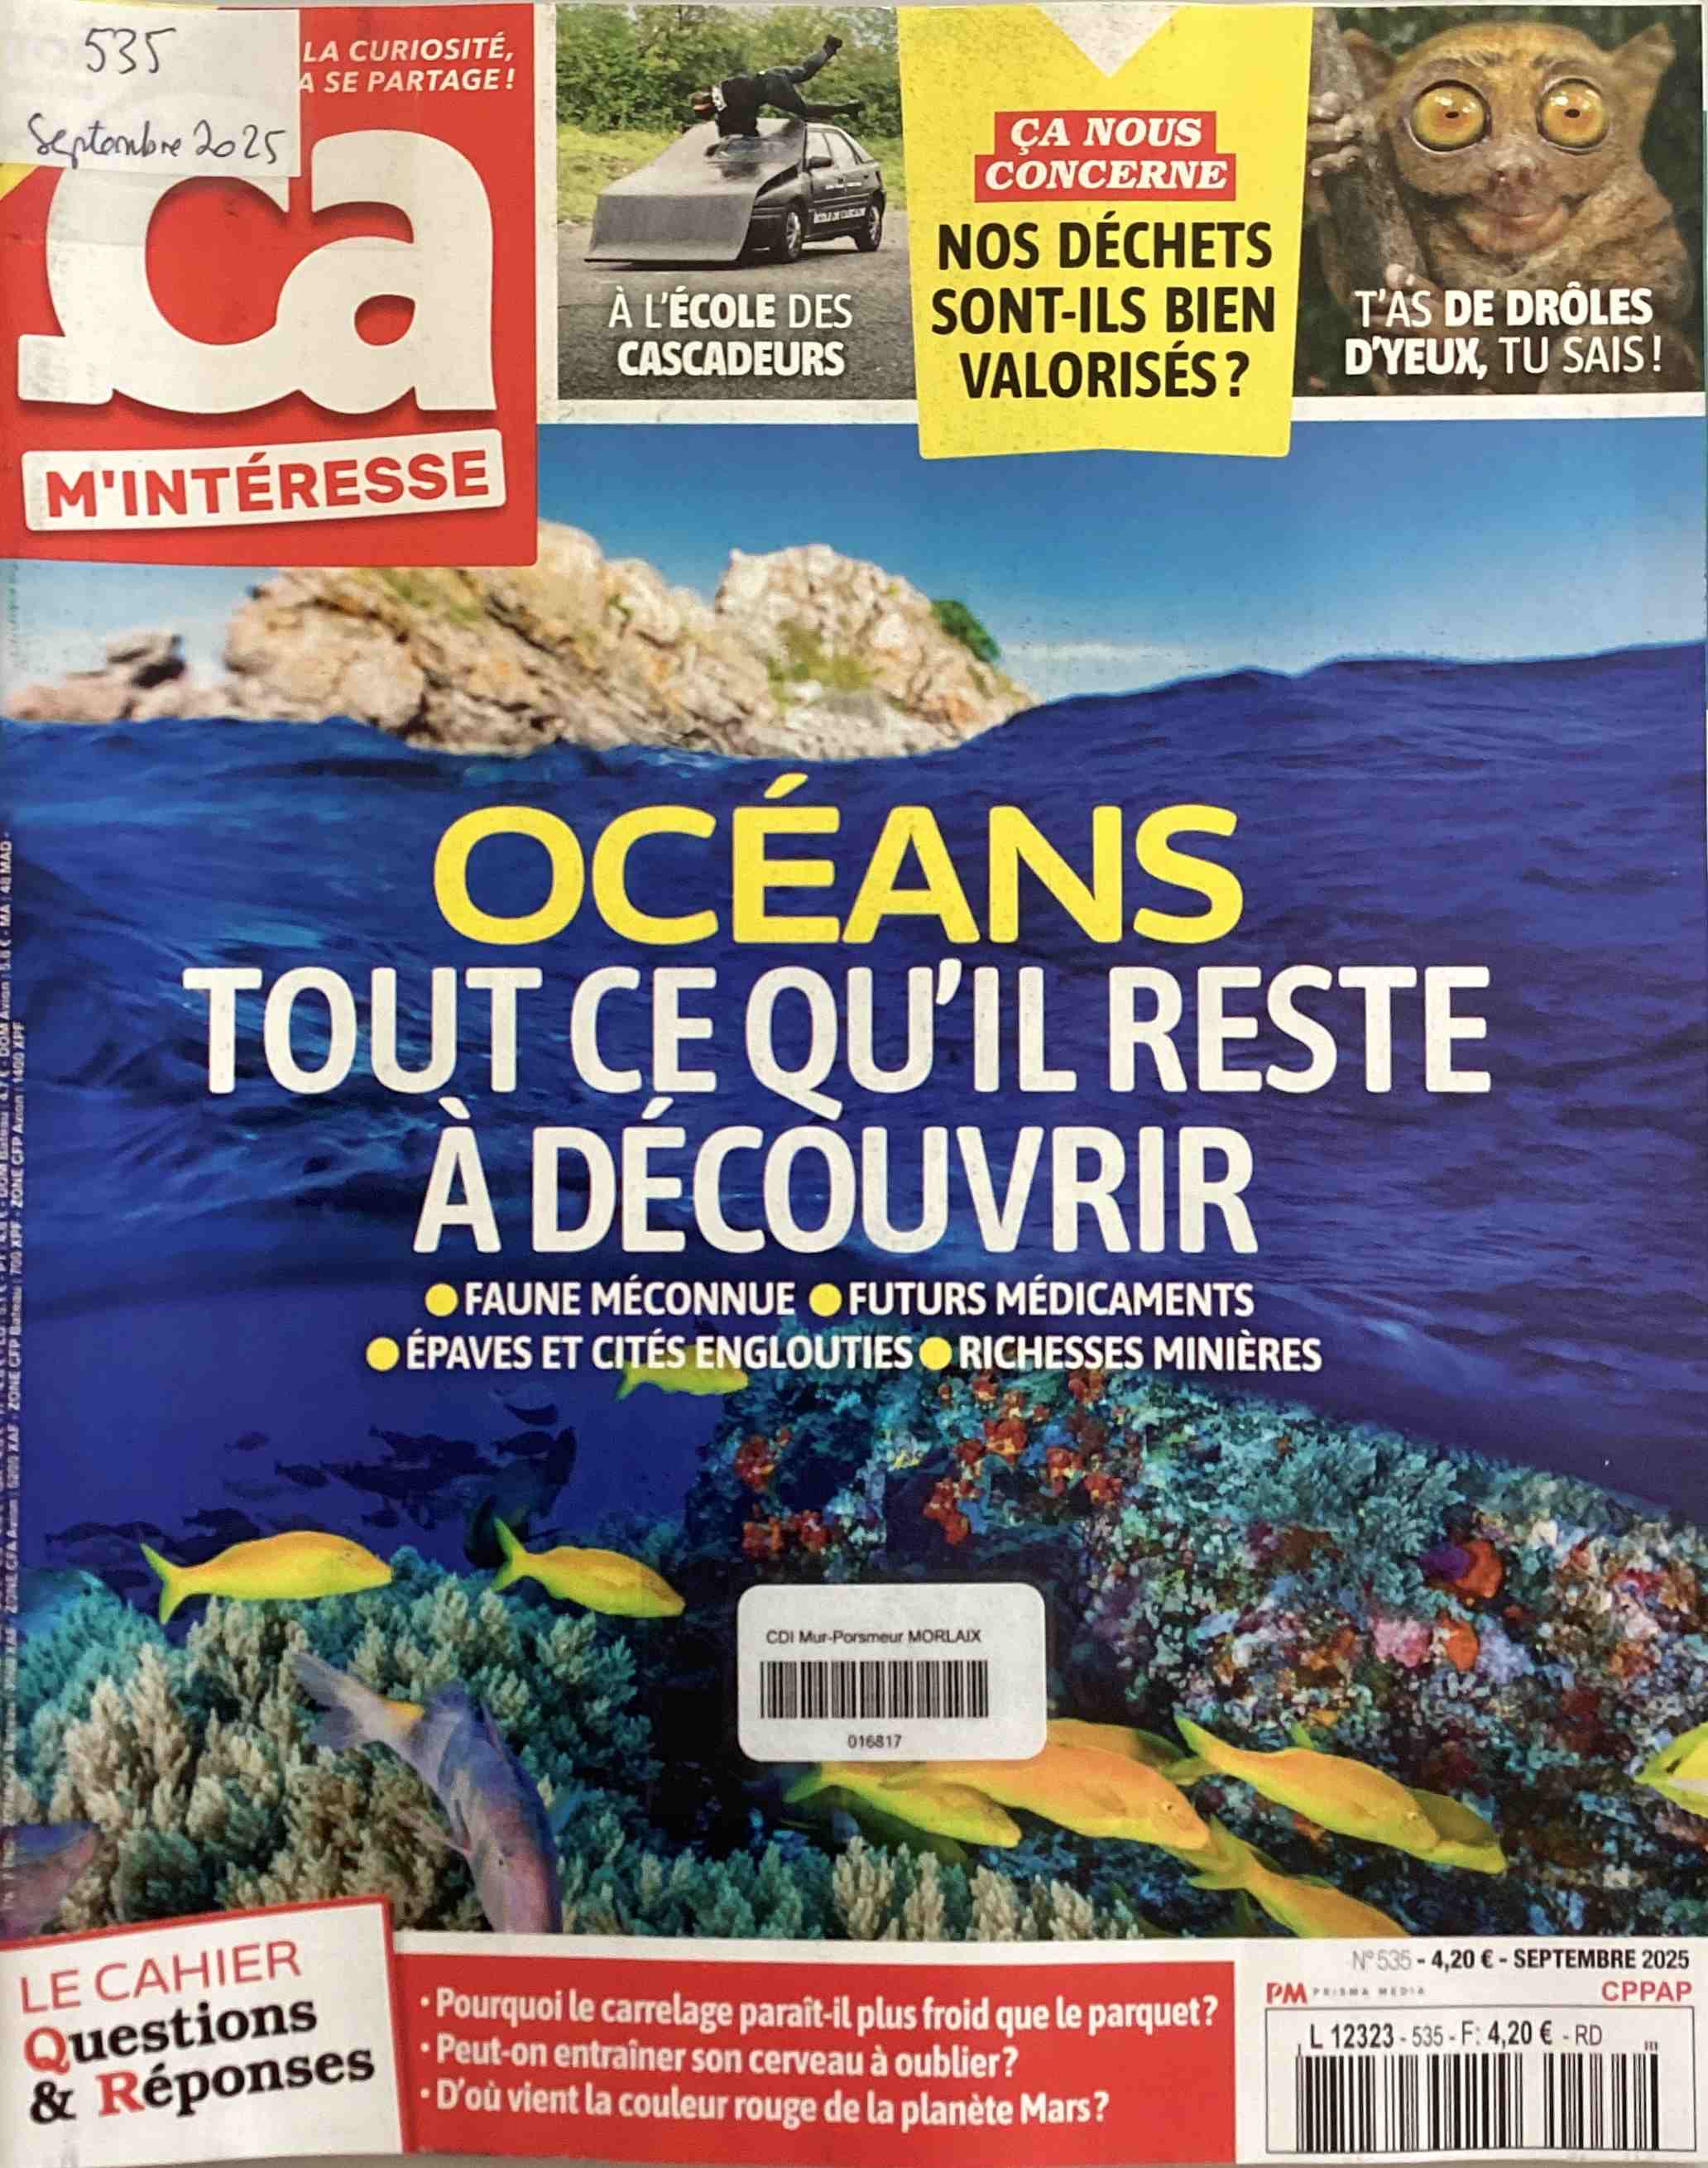 535
Septembre 2025
LA CURIOSITÉ,
A SE PARTAGE !
Ça
M'INTÉRESSE
ÉCOLE DE CASCADE
À L'ÉCOLE DES
CASCADEURS
ÇA NOUS
CONCERNE
NOS DÉCHETS
SONT-ILS BIEN
VALORISÉS ?
T'AS DE DRÔLES
D'YEUX, TU SAIS !
OCÉANS
TOUT CE QU'IL RESTE
À DÉCOUVRIR
FAUNE MÉCONNUE FUTURS MÉDICAMENTS
ÉPAVES ET CITÉS ENGLOUTIES RICHESSES MINIÈRES
CDI Mur-Porsmeur MORLAIX
016817
LE CAHIER
Questions
& Réponses
• Pourquoi le carrelage paraît-il plus froid que le parquet ?
• Peut-on entraîner son cerveau à oublier ?
• D'où vient la couleur rouge de la planète Mars ?
N° 535 - 4,20 € - SEPTEMBRE 2025
PM PRISMA MEDIA
CPPAP
L 12323 - 535 - F: 4,20 € - RD